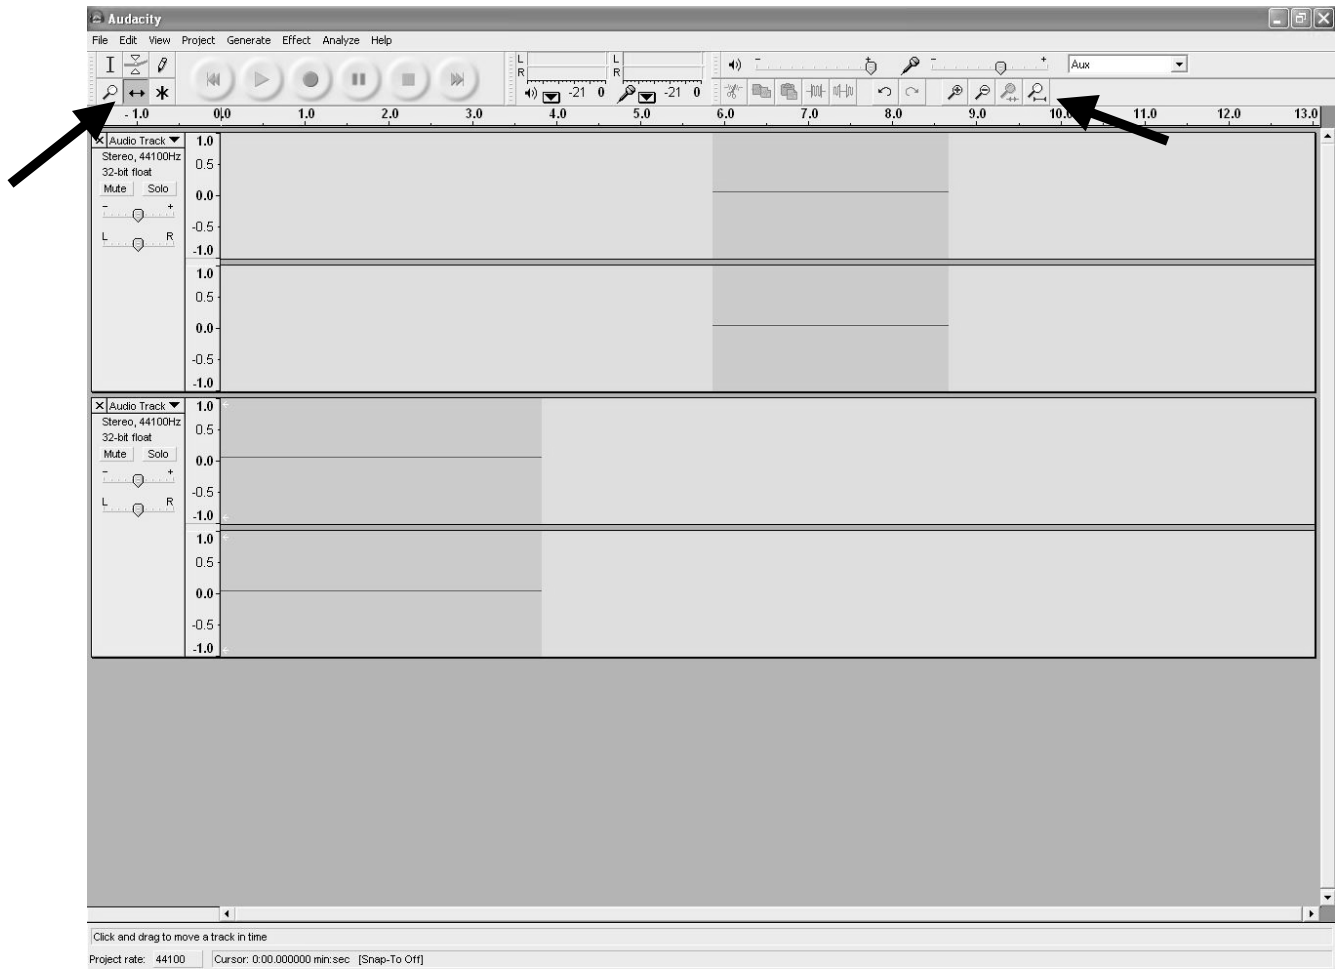 Audacity
File Edit View Project Generate Effect Analyze Help
L
R
L
R
- + - + Aux
-21 0 -21 0
- 1.0 0.0 1.0 2.0 3.0 4.0 5.0 6.0 7.0 8.0 9.0 10.0 11.0 12.0 13.0
X Audio Track 1.0
Stereo, 44100Hz 0.5
32-bit float
Mute Solo 0.0
- +
-0.5
L R
-1.0
1.0
0.5
0.0
-0.5
-1.0
X Audio Track 1.0
Stereo, 44100Hz 0.5
32-bit float
Mute Solo 0.0
- +
-0.5
L R
-1.0
1.0
0.5
0.0
-0.5
-1.0
Click and drag to move a track in time
Project rate: 44100 Cursor: 0:00.000000 min:sec [Snap-To Off]